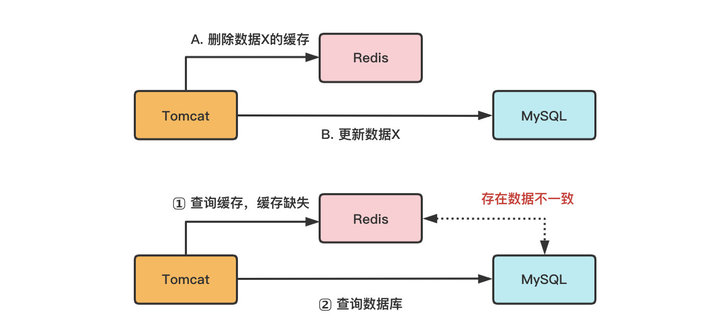 A. 删除数据X的缓存
Redis
Tomcat
MySQL
B. 更新数据X
① 查询缓存，缓存缺失
Redis
存在数据不一致
Tomcat
MySQL
② 查询数据库